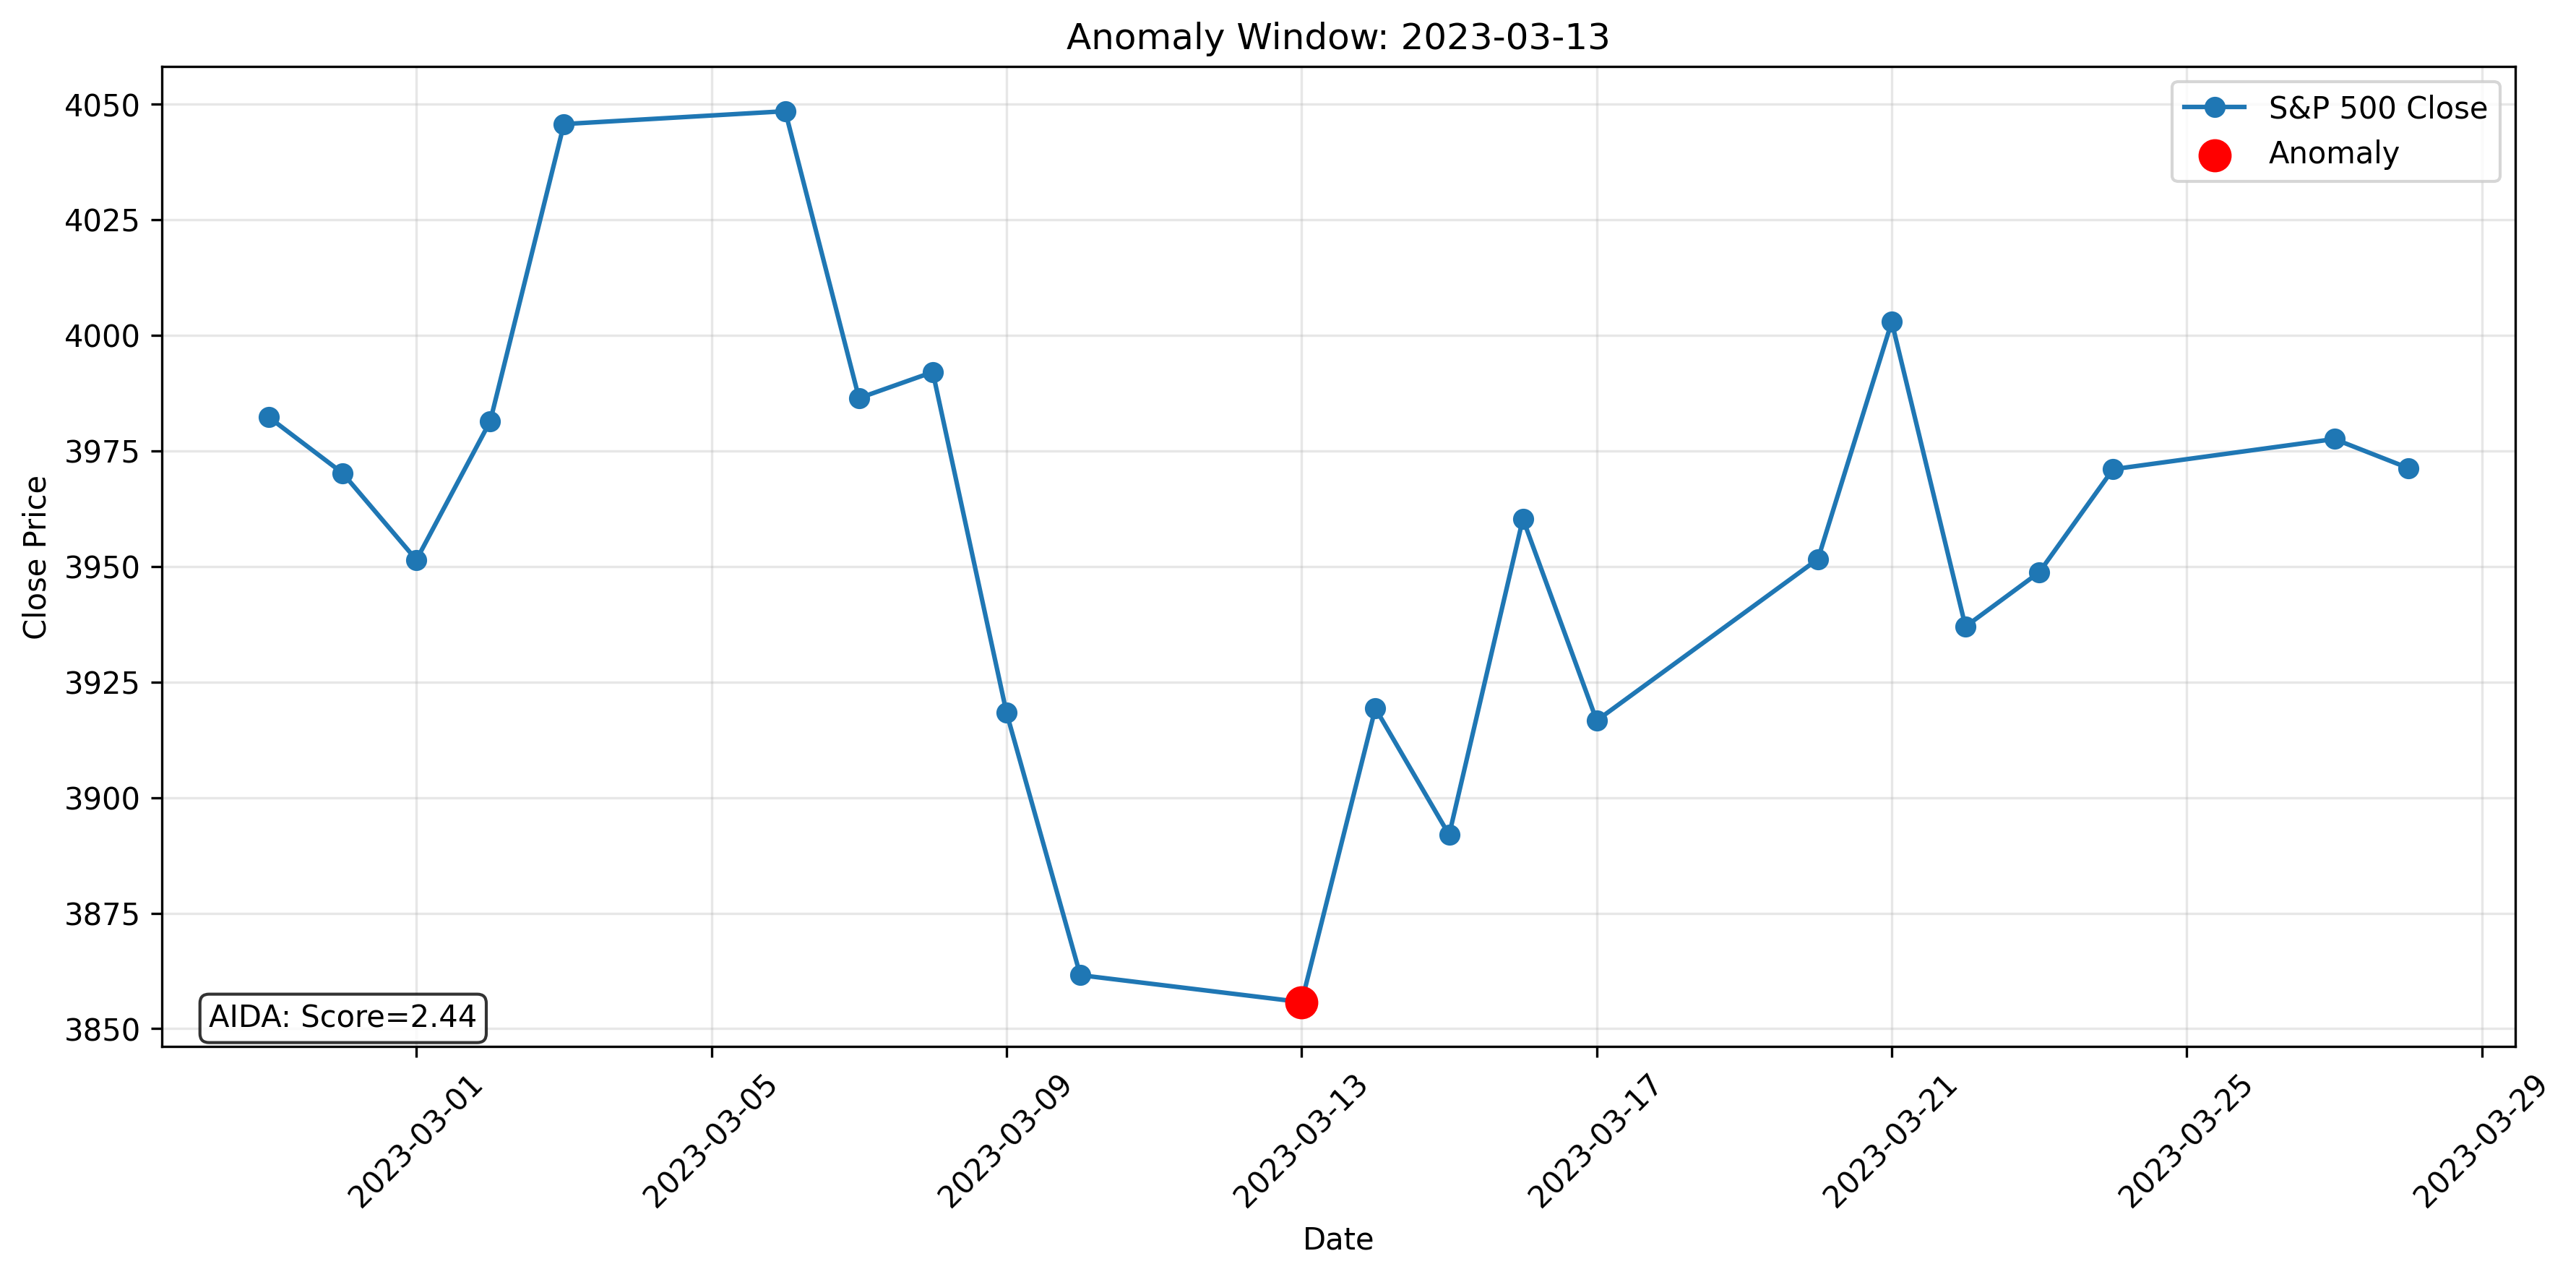 Anomaly Window: 2023-03-13
S&P 500 Close
Anomaly
4050
4025
4000
3975
3950
3925
3900
3875
3850
Close Price
AIDA: Score=2.44
2023-03-01
2023-03-05
2023-03-09
2023-03-13
2023-03-17
2023-03-21
2023-03-25
2023-03-29
Date